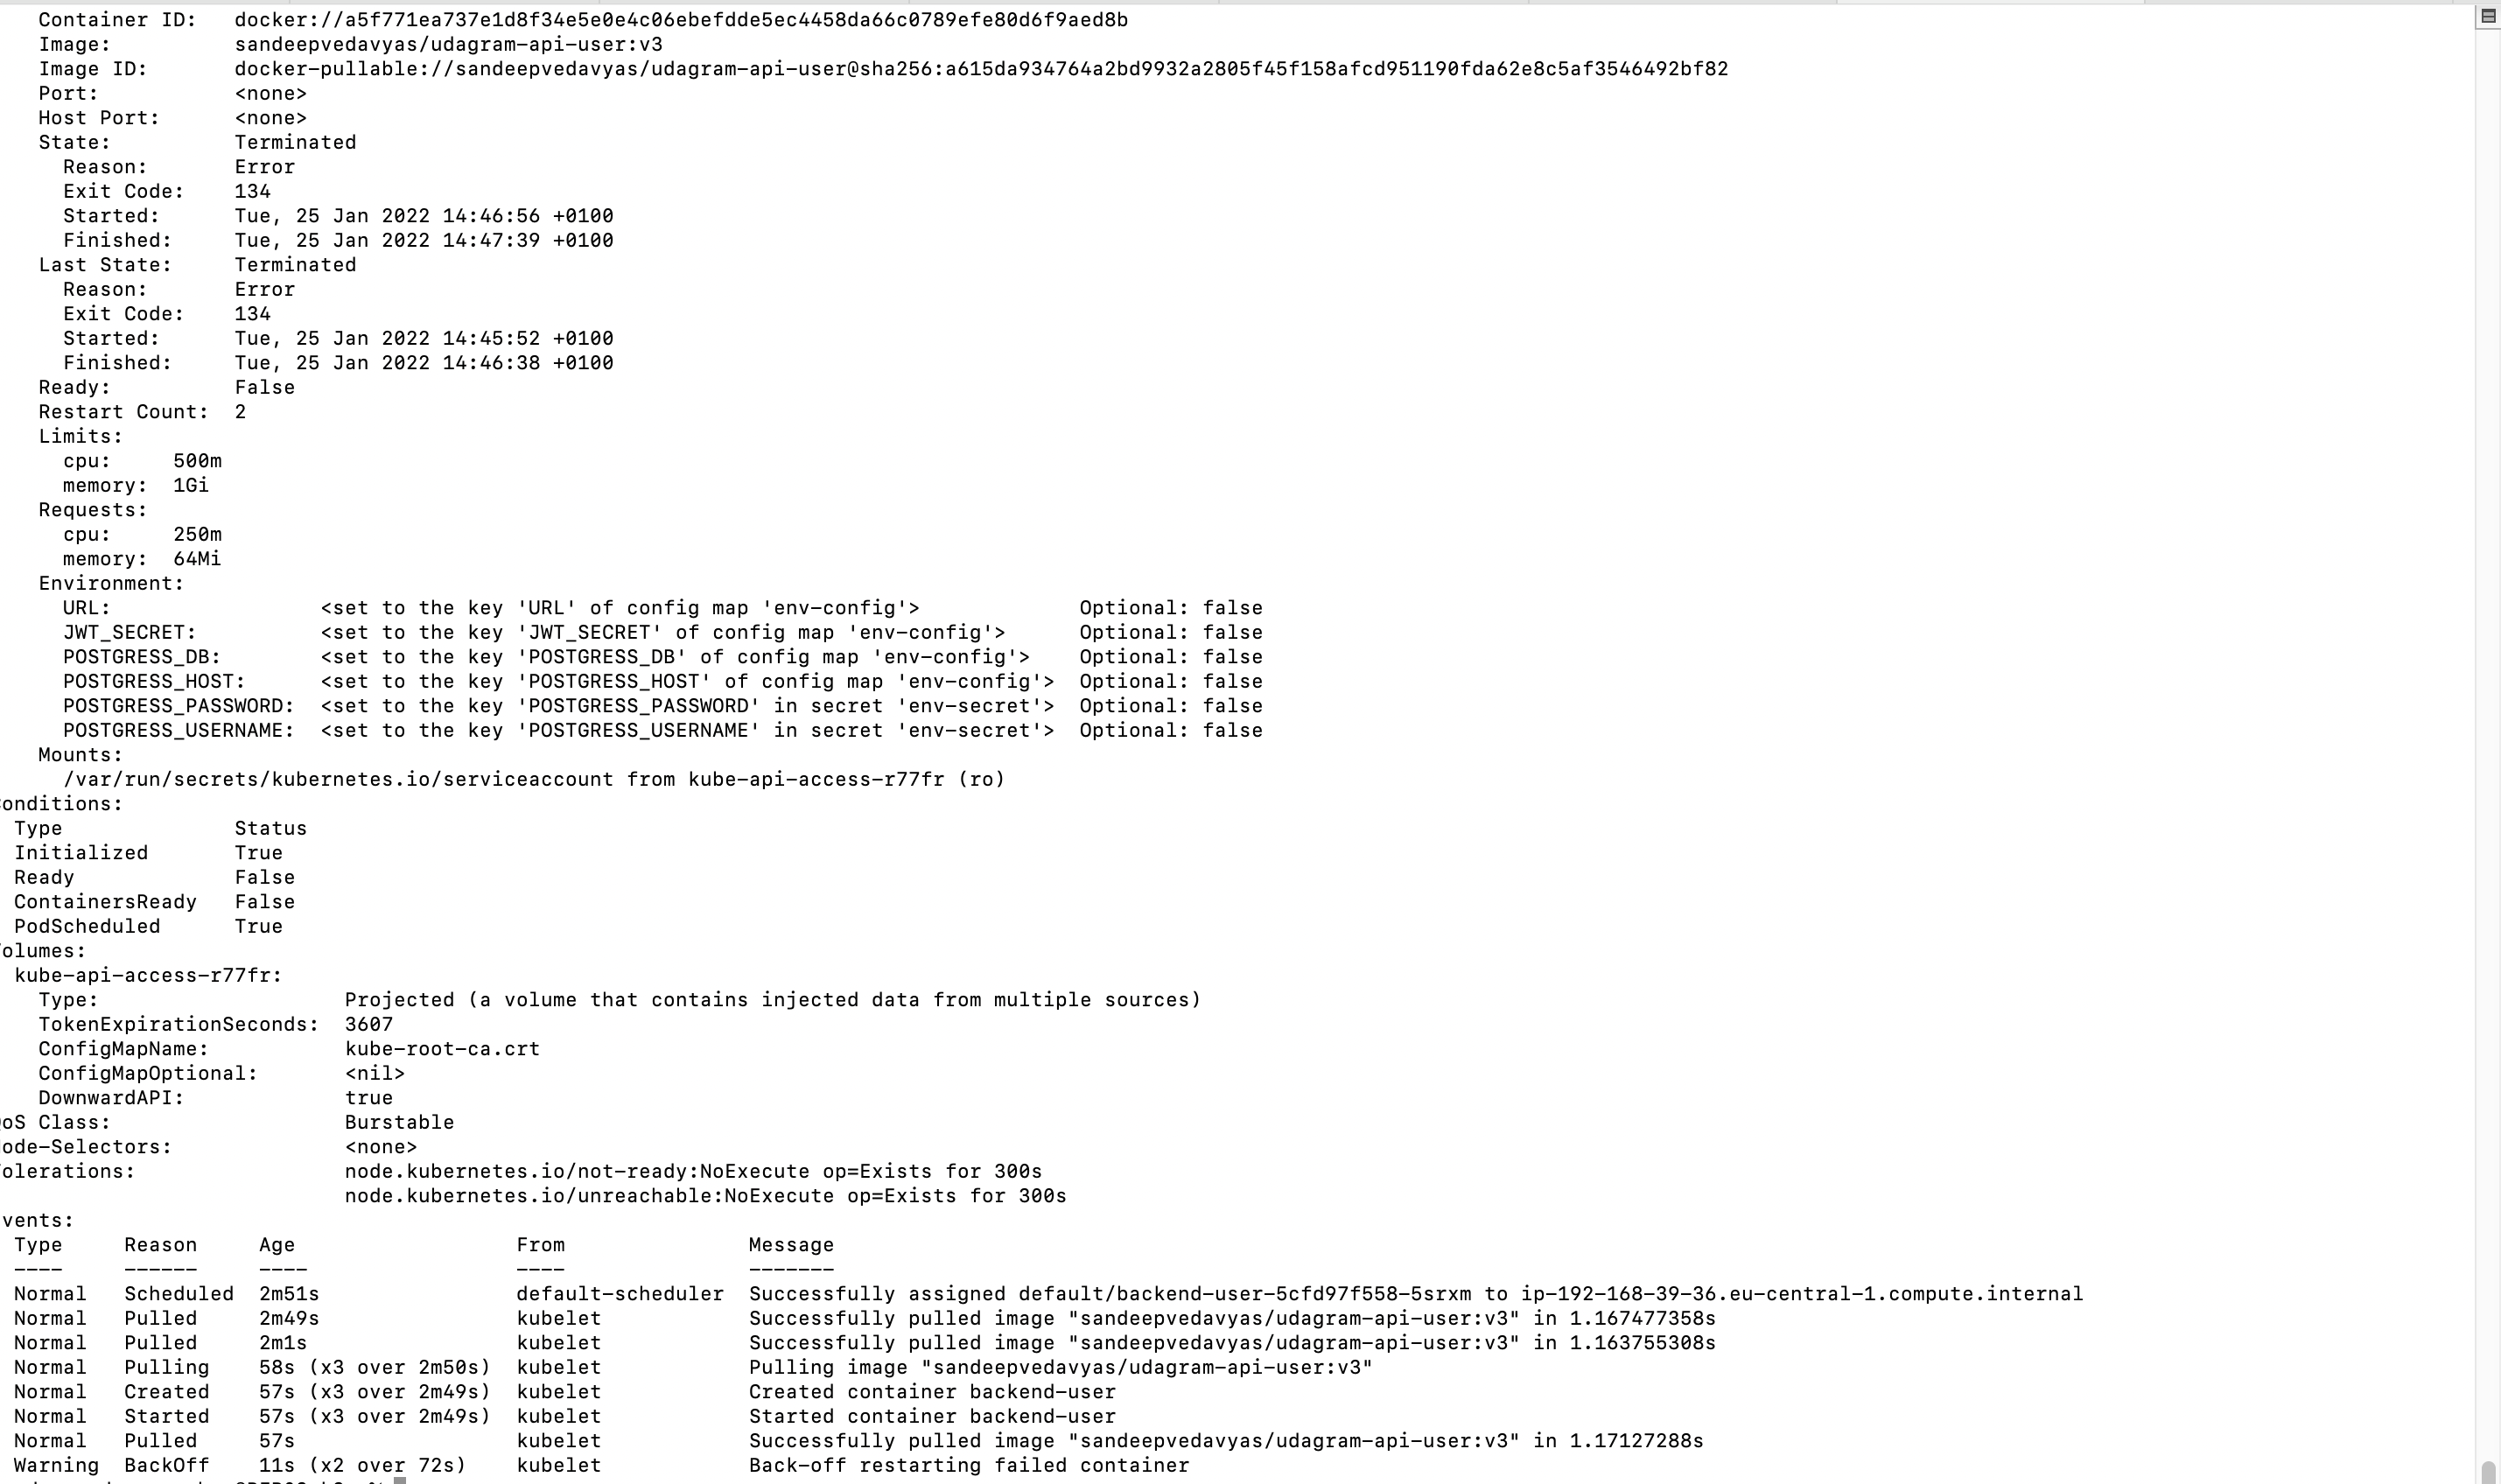 Container ID:   docker://a5f771ea737e1d8f34e5e0e4c06ebefdde5ec4458da66c0789efe80d6f9aed8b
Image:          sandeepvedavyas/udagram-api-user:v3
Image ID:       docker-pullable://sandeepvedavyas/udagram-api-user@sha256:a615da934764a2bd9932a2805f45f158afcd951190fda62e8c5af3546492bf82
Port:           <none>
Host Port:      <none>
State:          Terminated
Reason:       Error
Exit Code:    134
Started:      Tue, 25 Jan 2022 14:46:56 +0100
Finished:     Tue, 25 Jan 2022 14:47:39 +0100
Last State:     Terminated
Reason:       Error
Exit Code:    134
Started:      Tue, 25 Jan 2022 14:45:52 +0100
Finished:     Tue, 25 Jan 2022 14:46:38 +0100
Ready:          False
Restart Count:  2
Limits:
cpu:     500m
memory:  1Gi
Requests:
cpu:     250m
memory:  64Mi
Environment:
URL:                 <set to the key 'URL' of config map 'env-config'>             Optional: false
JWT_SECRET:          <set to the key 'JWT_SECRET' of config map 'env-config'>      Optional: false
POSTGRESS_DB:        <set to the key 'POSTGRESS_DB' of config map 'env-config'>    Optional: false
POSTGRESS_HOST:      <set to the key 'POSTGRESS_HOST' of config map 'env-config'>  Optional: false
POSTGRESS_PASSWORD:  <set to the key 'POSTGRESS_PASSWORD' in secret 'env-secret'>  Optional: false
POSTGRESS_USERNAME:  <set to the key 'POSTGRESS_USERNAME' in secret 'env-secret'>  Optional: false
Mounts:
/var/run/secrets/kubernetes.io/serviceaccount from kube-api-access-r77fr (ro)
onditions:
Type              Status
Initialized       True
Ready             False
ContainersReady   False
PodScheduled      True
olumes:
kube-api-access-r77fr:
Type:                    Projected (a volume that contains injected data from multiple sources)
TokenExpirationSeconds:  3607
ConfigMapName:           kube-root-ca.crt
ConfigMapOptional:       <nil>
DownwardAPI:             true
oS Class:                   Burstable
ode-Selectors:              <none>
olerations:                 node.kubernetes.io/not-ready:NoExecute op=Exists for 300s
node.kubernetes.io/unreachable:NoExecute op=Exists for 300s
vents:
Type     Reason     Age                  From               Message
----     ------     ----                 ----               -------
Normal   Scheduled  2m51s                default-scheduler  Successfully assigned default/backend-user-5cfd97f558-5srxm to ip-192-168-39-36.eu-central-1.compute.internal
Normal   Pulled     2m49s                kubelet            Successfully pulled image "sandeepvedavyas/udagram-api-user:v3" in 1.167477358s
Normal   Pulled     2m1s                 kubelet            Successfully pulled image "sandeepvedavyas/udagram-api-user:v3" in 1.163755308s
Normal   Pulling    58s (x3 over 2m50s)  kubelet            Pulling image "sandeepvedavyas/udagram-api-user:v3"
Normal   Created    57s (x3 over 2m49s)  kubelet            Created container backend-user
Normal   Started    57s (x3 over 2m49s)  kubelet            Started container backend-user
Normal   Pulled     57s                  kubelet            Successfully pulled image "sandeepvedavyas/udagram-api-user:v3" in 1.17127288s
Warning  BackOff    11s (x2 over 72s)    kubelet            Back-off restarting failed container